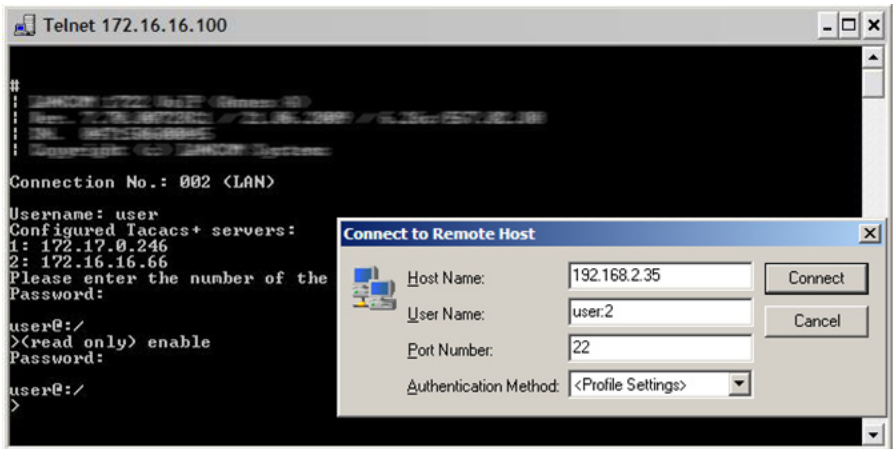 Telnet 172.16.16.100
#
Connection No.: 002 (LAN)
Username: user
Configured Tacacs+ servers:
1: 172.17.0.246
2: 172.16.16.66
Please enter the number of the
Password:
user@:/
>(read only) enable
Password:
user@:/
>
Connect to Remote Host
Host Name: 192.168.2.35 Connect
User Name: user:2 Cancel
Port Number: 22
Authentication Method: <Profile Settings>